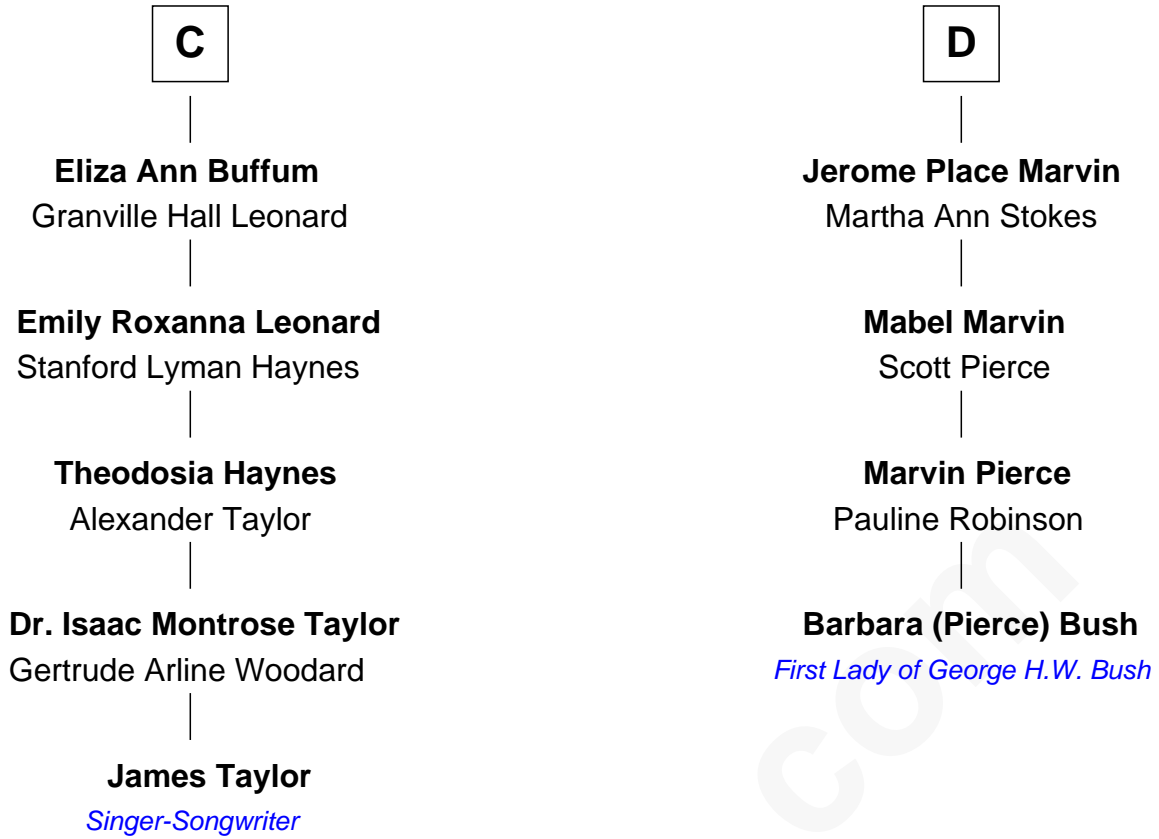 C
Eliza Ann Buffum
Granville Hall Leonard
Emily Roxanna Leonard
Stanford Lyman Haynes
Theodosia Haynes
Alexander Taylor
Dr. Isaac Montrose Taylor
Gertrude Arline Woodard
James Taylor
Singer-Songwriter
D
Jerome Place Marvin
Martha Ann Stokes
Mabel Marvin
Scott Pierce
Marvin Pierce
Pauline Robinson
Barbara (Pierce) Bush
First Lady of George H.W. Bush
com